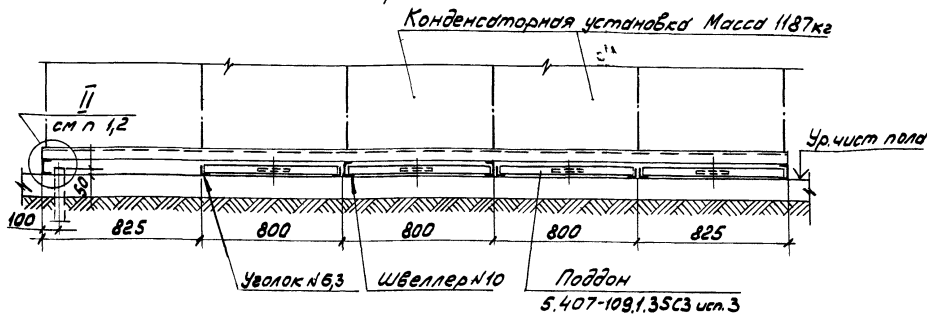 Конденсаторная установка Масса 1187кг
II
см п 1,2
Ур. чист пола
50
100
825
800
800
800
825
Уголок N6,3
Швеллер N10
Поддон
5.407-109.1.35СЗ исп. 3